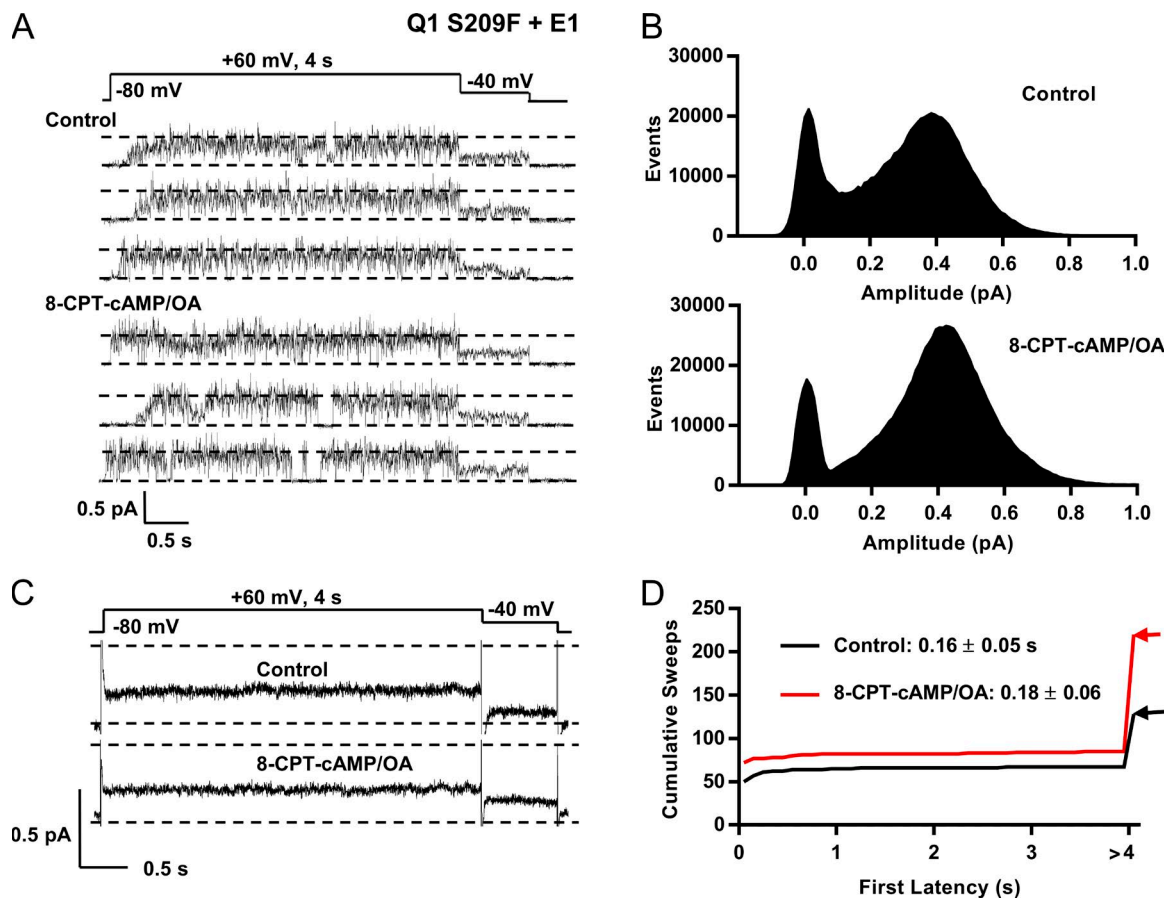 A
Q1 S209F + E1
+60 mV, 4 s
-80 mV
-40 mV
Control
8-CPT-cAMP/OA
0.5 pA
0.5 s
B
30000
20000
10000
0
Events
Control
0.0 0.2 0.4 0.6 0.8 1.0
Amplitude (pA)
30000
20000
10000
0
Events
8-CPT-cAMP/OA
0.0 0.2 0.4 0.6 0.8 1.0
Amplitude (pA)
C
+60 mV, 4 s
-80 mV
-40 mV
Control
8-CPT-cAMP/OA
0.5 pA
0.5 s
D
250
200
150
100
50
0
Cumulative Sweeps
Control: 0.16 ± 0.05 s
8-CPT-cAMP/OA: 0.18 ± 0.06
0 1 2 3 >4
First Latency (s)